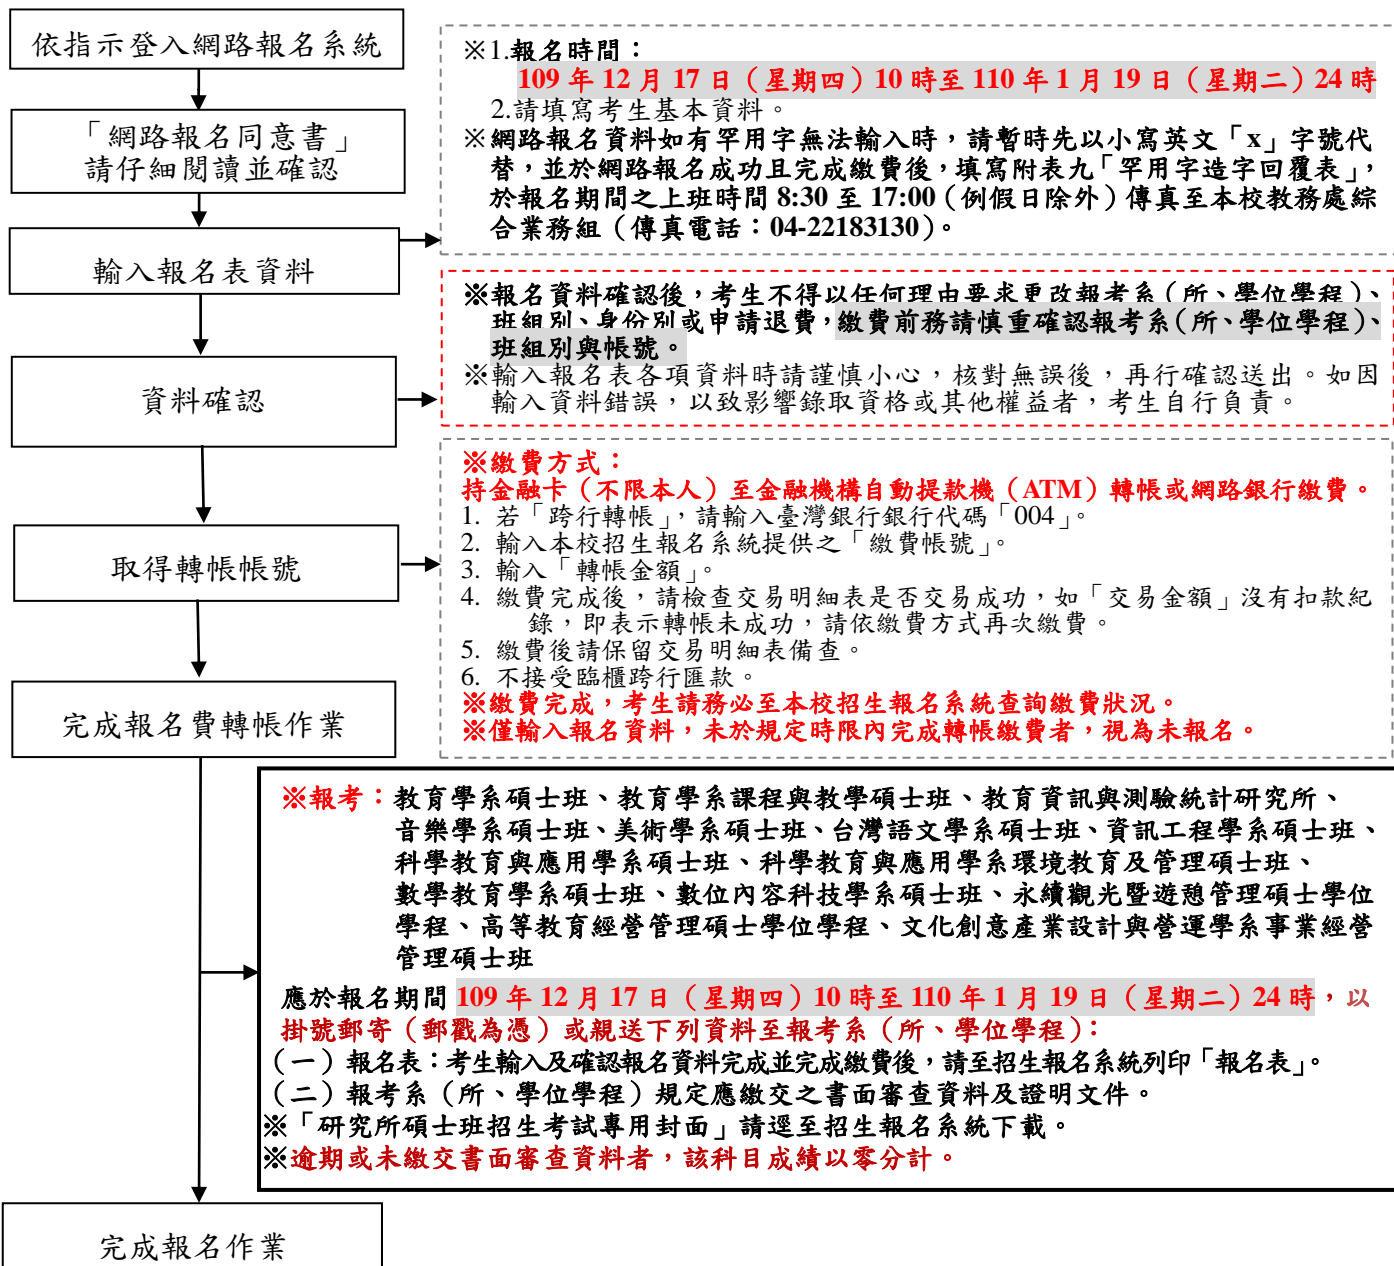 依指示登入網路報名系統
「網路報名同意書」
請仔細閱讀並確認
輸入報名表資料
資料確認
取得轉帳帳號
完成報名費轉帳作業
完成報名作業
※1.報名時間：
109 年 12 月 17 日（星期四）10 時至 110 年 1 月 19 日（星期二）24 時
2.請填寫考生基本資料。
※網路報名資料如有罕用字無法輸入時，請暫時先以小寫英文「x」字號代
替，並於網路報名成功且完成繳費後，填寫附表九「罕用字造字回覆表」，
於報名期間之上班時間 8:30 至 17:00（例假日除外）傳真至本校教務處綜
合業務組（傳真電話：04-22183130）。
※報名資料確認後，考生不得以任何理由要求更改報考系（所、學位學程）、
班組別、身份別或申請退費，繳費前務請慎重確認報考系（所、學位學程）、
班組別與帳號。
※輸入報名表各項資料時請謹慎小心，核對無誤後，再行確認送出。如因
輸入資料錯誤，以致影響錄取資格或其他權益者，考生自行負責。
※繳費方式：
持金融卡（不限本人）至金融機構自動提款機（ATM）轉帳或網路銀行繳費。
1. 若「跨行轉帳」，請輸入臺灣銀行銀行代碼「004」。
2. 輸入本校招生報名系統提供之「繳費帳號」。
3. 輸入「轉帳金額」。
4. 繳費完成後，請檢查交易明細表是否交易成功，如「交易金額」沒有扣款紀
錄，即表示轉帳未成功，請依繳費方式再次繳費。
5. 繳費後請保留交易明細表備查。
6. 不接受臨櫃跨行匯款。
※繳費完成，考生請務必至本校招生報名系統查詢繳費狀況。
※僅輸入報名資料，未於規定時限內完成轉帳繳費者，視為未報名。
※報考：教育學系碩士班、教育學系課程與教學碩士班、教育資訊與測驗統計研究所、
音樂學系碩士班、美術學系碩士班、台灣語文學系碩士班、資訊工程學系碩士班、
科學教育與應用學系碩士班、科學教育與應用學系環境教育及管理碩士班、
數學教育學系碩士班、數位內容科技學系碩士班、永續觀光暨遊憩管理碩士學位
學程、高等教育經營管理碩士學位學程、文化創意產業設計與營運學系事業經營
管理碩士班
應於報名期間 109 年 12 月 17 日（星期四）10 時至 110 年 1 月 19 日（星期二）24 時，以
掛號郵寄（郵戳為憑）或親送下列資料至報考系（所、學位學程）：
（一）報名表：考生輸入及確認報名資料完成並完成繳費後，請至招生報名系統列印「報名表」。
（二）報考系（所、學位學程）規定應繳交之書面審查資料及證明文件。
※「研究所碩士班招生考試專用封面」請逕至招生報名系統下載。
※逾期或未繳交書面審查資料者，該科目成績以零分計。